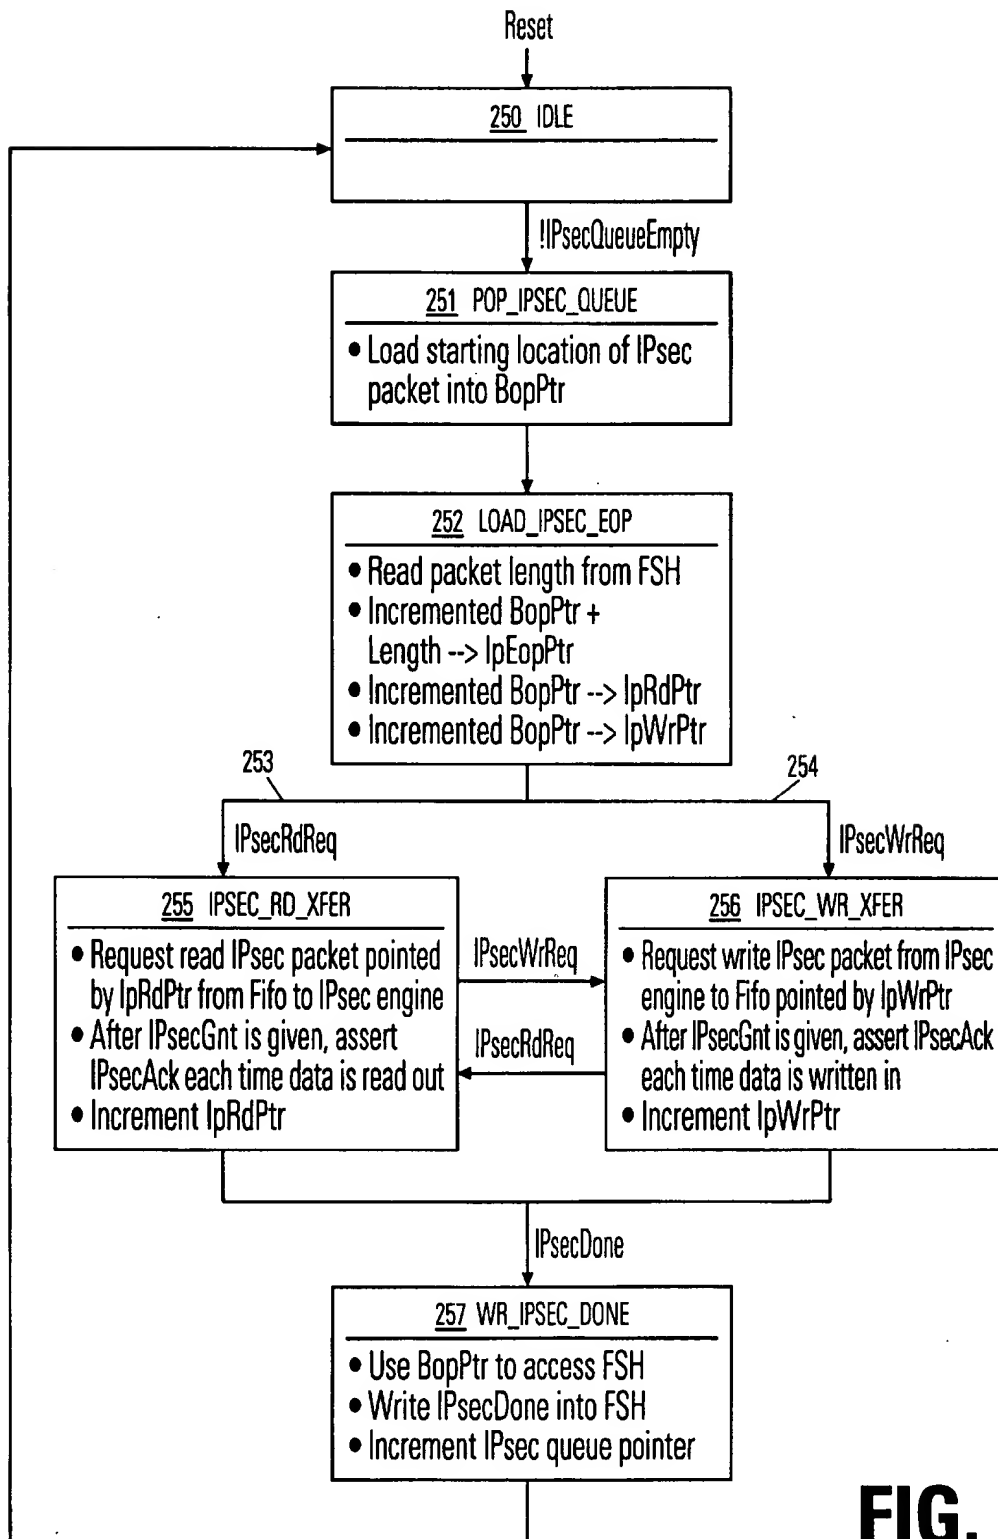 Reset
250 IDLE
!IPsecQueueEmpty
251 POP_IPSEC_QUEUE
• Load starting location of IPsec
packet into BopPtr
252 LOAD_IPSEC_EOP
• Read packet length from FSH
• Incremented BopPtr +
Length --> IpEopPtr
• Incremented BopPtr --> IpRdPtr
• Incremented BopPtr --> IpWrPtr
253
254
IPsecRdReq
IPsecWrReq
255 IPSEC_RD_XFER
• Request read IPsec packet pointed
by IpRdPtr from Fifo to IPsec engine
• After IPsecGnt is given, assert
IPsecAck each time data is read out
• Increment IpRdPtr
IPsecWrReq
IPsecRdReq
256 IPSEC_WR_XFER
• Request write IPsec packet from IPsec
engine to Fifo pointed by IpWrPtr
• After IPsecGnt is given, assert IPsecAck
each time data is written in
• Increment IpWrPtr
IPsecDone
257 WR_IPSEC_DONE
• Use BopPtr to access FSH
• Write IPsecDone into FSH
• Increment IPsec queue pointer
FIG.